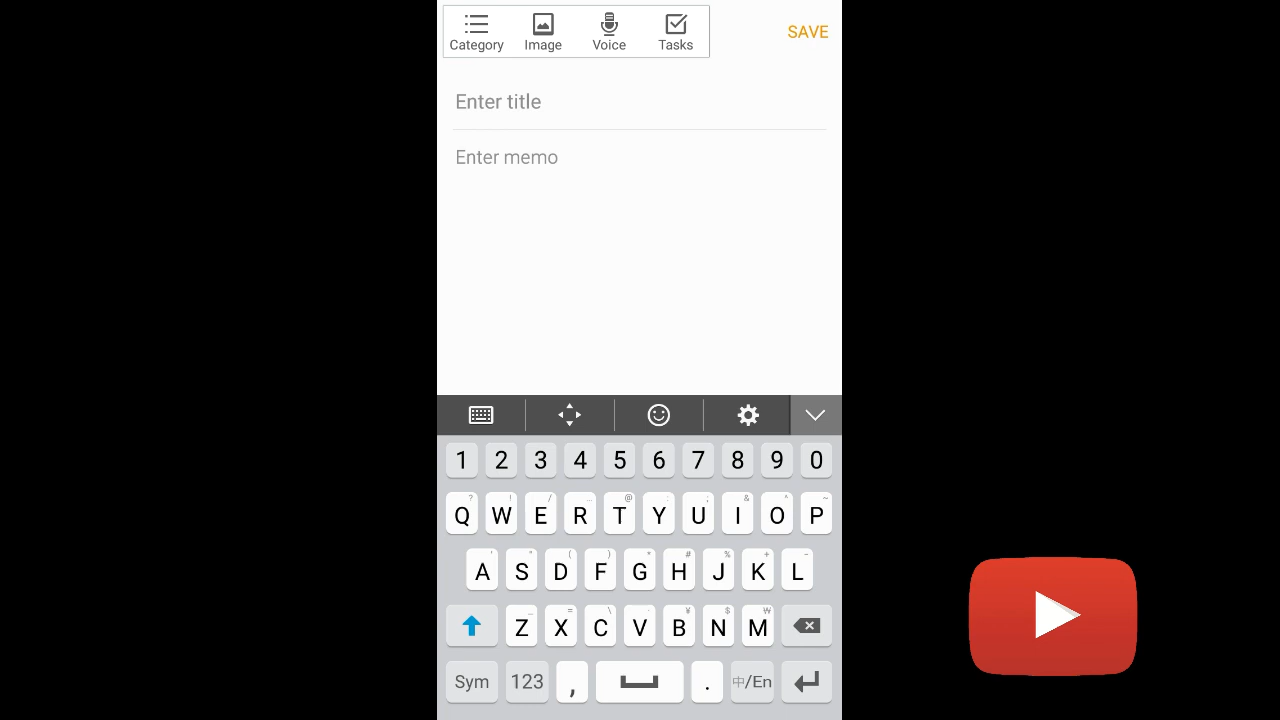 Category Image Voice Tasks
SAVE
Enter title
Enter memo
1 2 3 4 5 6 7 8 9 0
? ! / ... @ : ; & ^ ~
Q W E R T Y U I O P
' " ( ) * # % + -
A S D F G H J K L
_ = \ · ¥ $ ₩
Z X C V B N M
Sym 123 , . 中/En